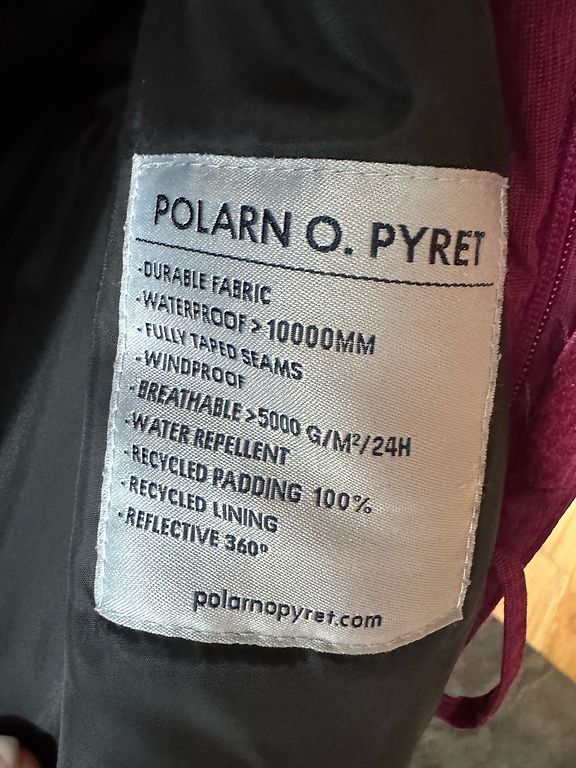 POLARN O. PYRET
-DURABLE FABRIC
-WATERPROOF > 10000MM
-FULLY TAPED SEAMS
-WINDPROOF
-BREATHABLE >5000 G/M²/24H
-WATER REPELLENT
-RECYCLED PADDING 100%
-RECYCLED LINING
-REFLECTIVE 360°
polarnopyret.com